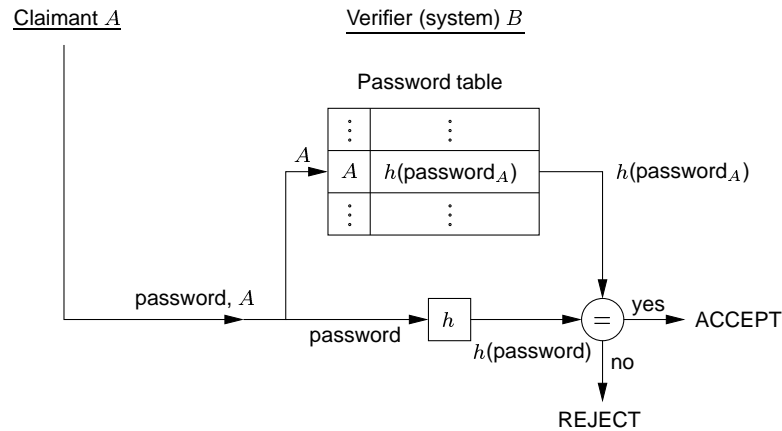 Claimant A
Verifier (system) B
Password table
⋮ ⋮
A
A h(password_A)
h(password_A)
⋮ ⋮
password, A
password
h
h(password)
=
yes
ACCEPT
no
REJECT